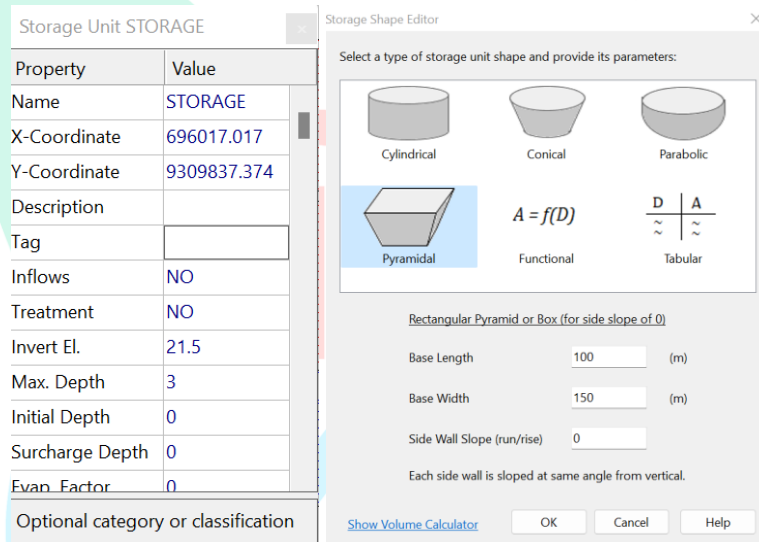 Storage Unit STORAGE
Property Value
Name STORAGE
X-Coordinate 696017.017
Y-Coordinate 9309837.374
Description
Tag
Inflows NO
Treatment NO
Invert El. 21.5
Max. Depth 3
Initial Depth 0
Surcharge Depth 0
Evap. Factor 0
Optional category or classification
Storage Shape Editor
Select a type of storage unit shape and provide its parameters:
Cylindrical Conical Parabolic
A = f(D) D A
Pyramidal Functional Tabular
Rectangular Pyramid or Box (for side slope of 0)
Base Length 100 (m)
Base Width 150 (m)
Side Wall Slope (run/rise) 0
Each side wall is sloped at same angle from vertical.
Show Volume Calculator OK Cancel Help